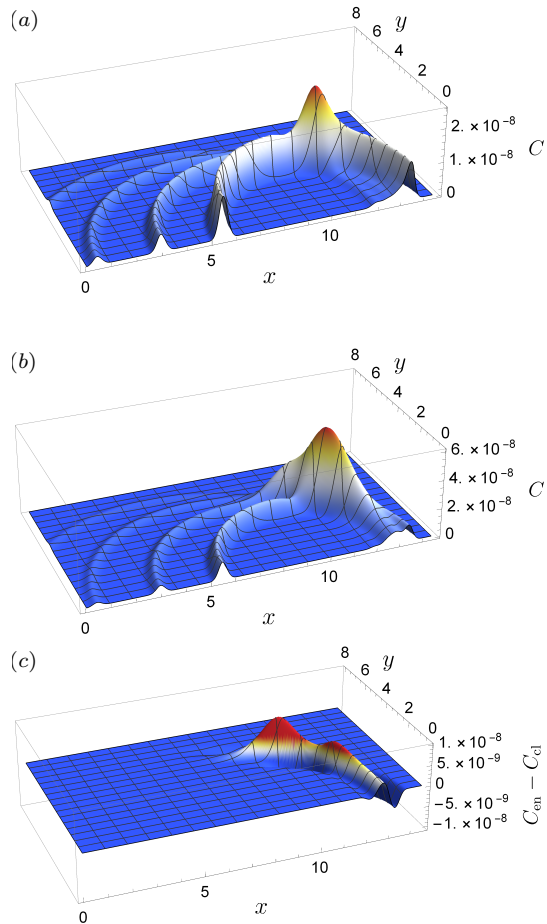 (a)
8
6
y
4
2
0
2. × 10⁻⁸
1. × 10⁻⁸
C
0
10
5
x
0
(b)
8
6
y
4
2
0
6. × 10⁻⁸
4. × 10⁻⁸
C
2. × 10⁻⁸
0
10
5
x
0
(c)
8
6
y
4
2
0
1. × 10⁻⁸
5. × 10⁻⁹
0
-5. × 10⁻⁹
-1. × 10⁻⁸
C_en − C_cl
10
5
x
0